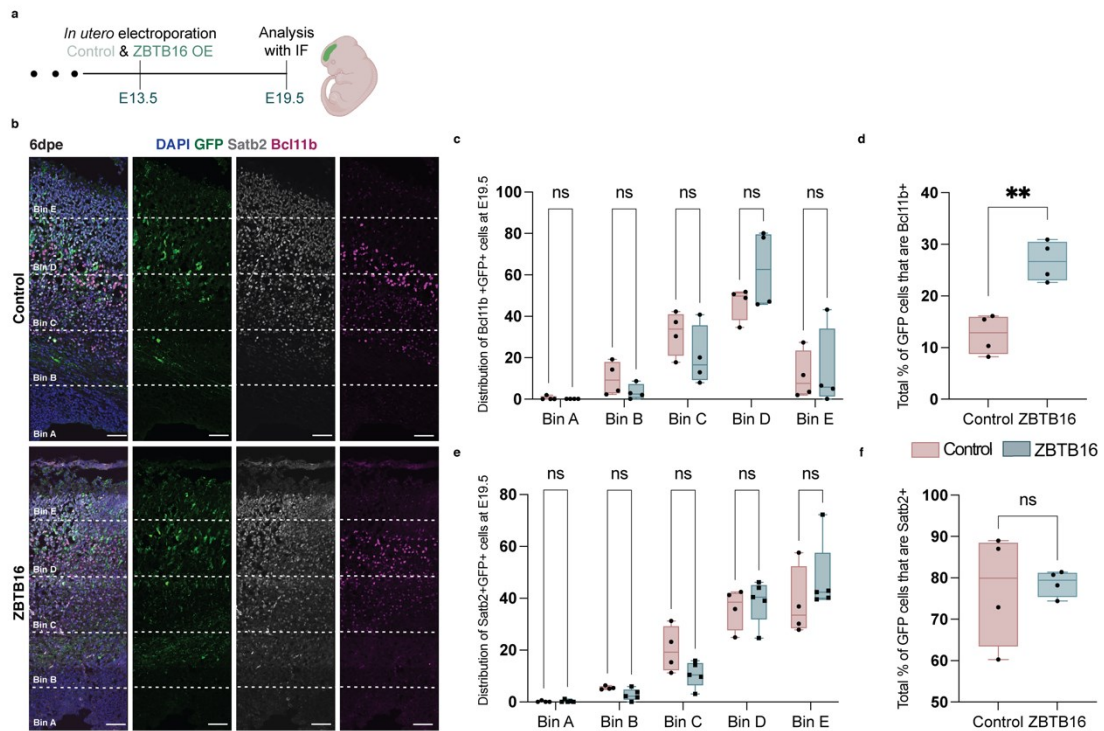 a
In utero electroporation
Control & ZBTB16 OE
Analysis
with IF
E13.5
E19.5
b
6dpe
DAPI GFP Satb2 Bcl11b
Control
Bin E
Bin D
Bin C
Bin B
Bin A
ZBTB16
Bin E
Bin D
Bin C
Bin B
Bin A
c
Distribution of Bcl11b +GFP+ cells at E19.5
100
80
60
40
20
0
ns
ns
ns
ns
ns
Bin A
Bin B
Bin C
Bin D
Bin E
d
Total % of GFP cells that are Bcl11b+
40
30
20
10
0
**
Control ZBTB16
Control
ZBTB16
e
Distribution of Satb2+GFP+ cells at E19.5
80
60
40
20
0
ns
ns
ns
ns
ns
Bin A
Bin B
Bin C
Bin D
Bin E
f
Total % of GFP cells that are Satb2+
100
90
80
70
60
50
ns
Control ZBTB16